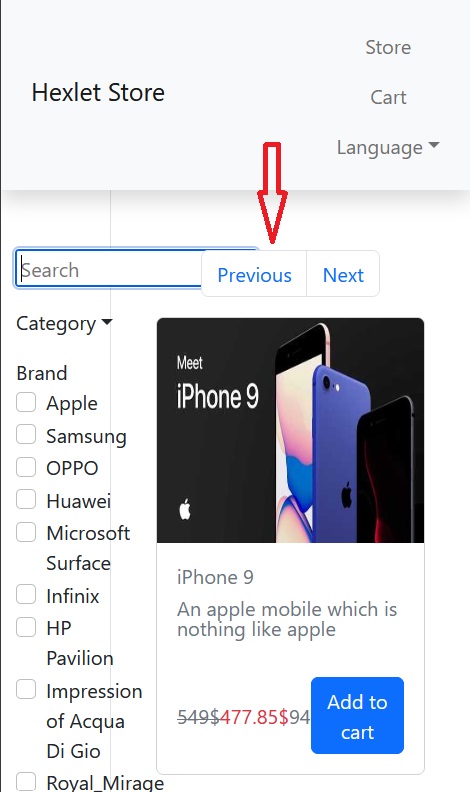 Store
Hexlet Store
Cart
Language
Search
Previous
Next
Category
Brand
Apple
Samsung
OPPO
Huawei
Microsoft
Surface
Infinix
HP
Pavilion
Impression
of Acqua
Di Gio
Royal_Mirage
Meet
iPhone 9
iPhone 9
An apple mobile which is
nothing like apple
549$477.85$94
Add to
cart